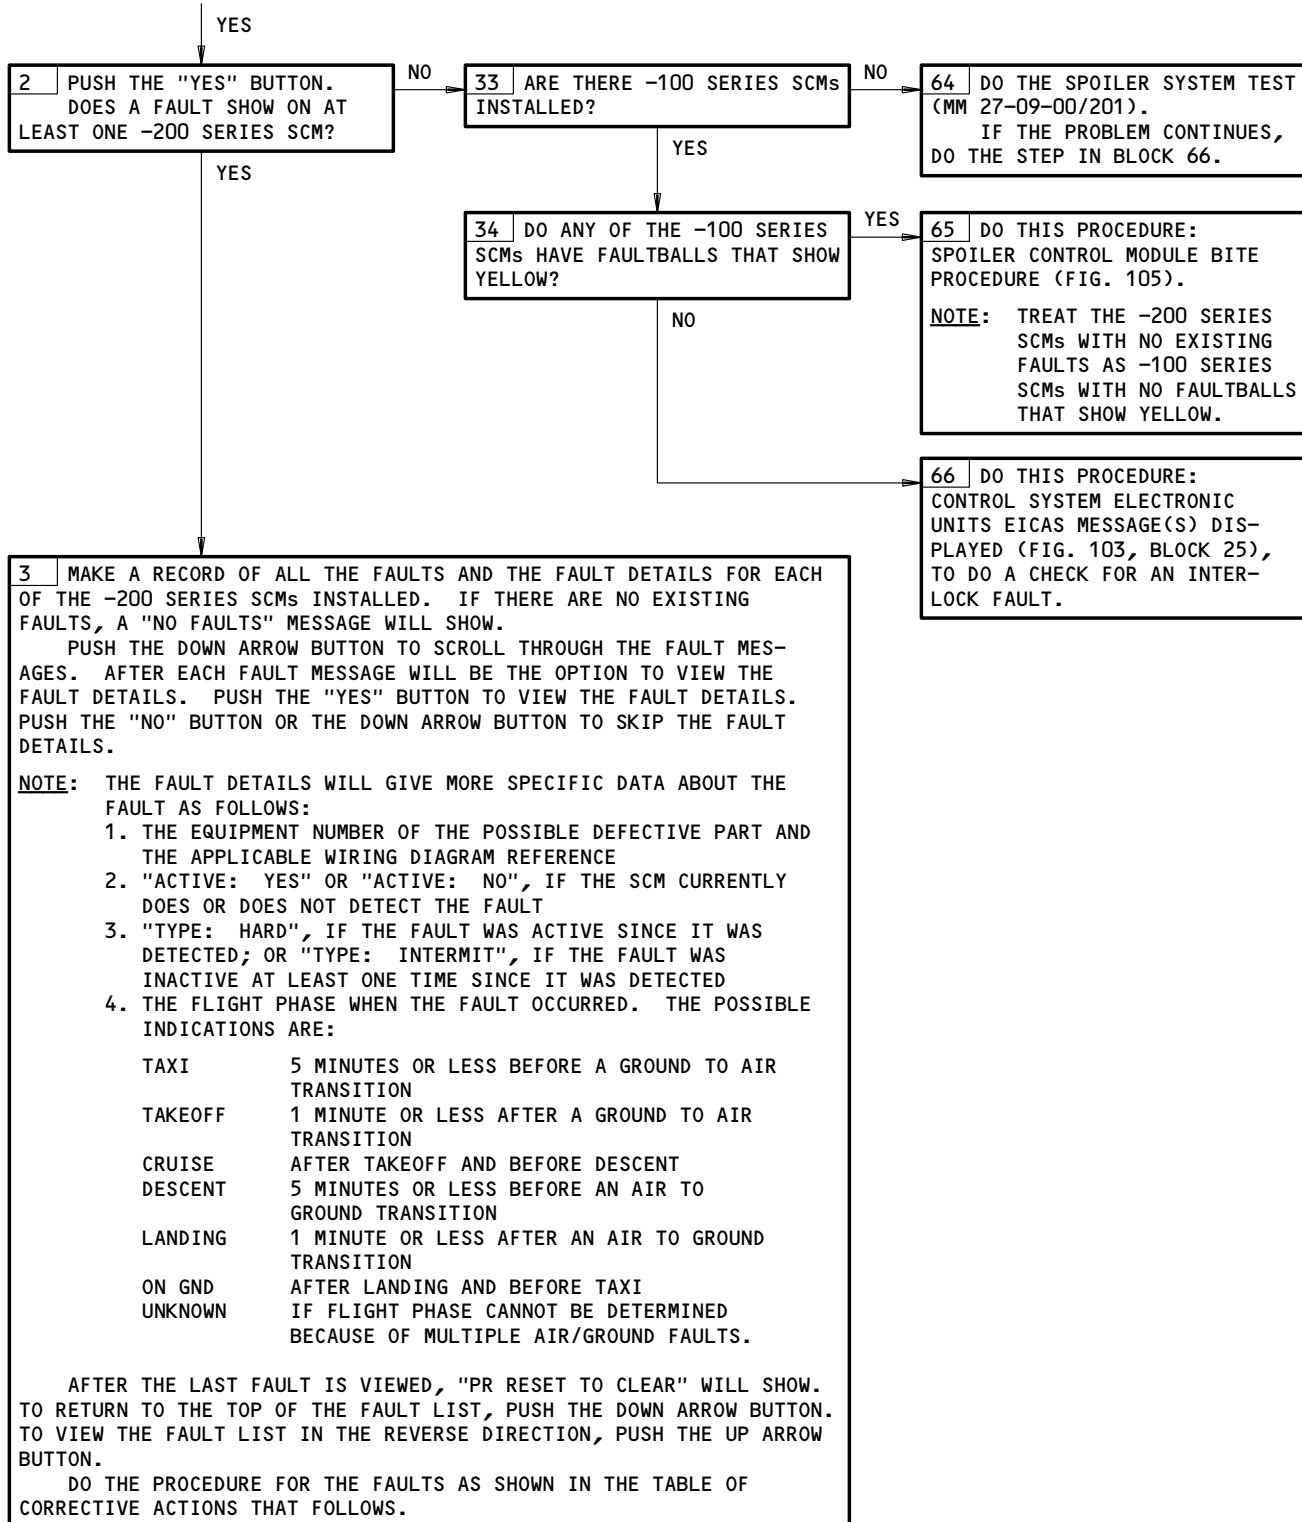 YES
2 PUSH THE "YES" BUTTON.
DOES A FAULT SHOW ON AT
LEAST ONE -200 SERIES SCM?
NO
33 ARE THERE -100 SERIES SCMs
INSTALLED?
NO
64 DO THE SPOILER SYSTEM TEST
(MM 27-09-00/201).
IF THE PROBLEM CONTINUES,
DO THE STEP IN BLOCK 66.
YES
YES
34 DO ANY OF THE -100 SERIES
SCMs HAVE FAULTBALLS THAT SHOW
YELLOW?
YES
65 DO THIS PROCEDURE:
SPOILER CONTROL MODULE BITE
PROCEDURE (FIG. 105).
NOTE: TREAT THE -200 SERIES
SCMs WITH NO EXISTING
FAULTS AS -100 SERIES
SCMs WITH NO FAULTBALLS
THAT SHOW YELLOW.
NO
66 DO THIS PROCEDURE:
CONTROL SYSTEM ELECTRONIC
UNITS EICAS MESSAGE(S) DIS-
PLAYED (FIG. 103, BLOCK 25),
TO DO A CHECK FOR AN INTER-
LOCK FAULT.
3 MAKE A RECORD OF ALL THE FAULTS AND THE FAULT DETAILS FOR EACH
OF THE -200 SERIES SCMs INSTALLED. IF THERE ARE NO EXISTING
FAULTS, A "NO FAULTS" MESSAGE WILL SHOW.
PUSH THE DOWN ARROW BUTTON TO SCROLL THROUGH THE FAULT MES-
AGES. AFTER EACH FAULT MESSAGE WILL BE THE OPTION TO VIEW THE
FAULT DETAILS. PUSH THE "YES" BUTTON TO VIEW THE FAULT DETAILS.
PUSH THE "NO" BUTTON OR THE DOWN ARROW BUTTON TO SKIP THE FAULT
DETAILS.
NOTE: THE FAULT DETAILS WILL GIVE MORE SPECIFIC DATA ABOUT THE
FAULT AS FOLLOWS:
1. THE EQUIPMENT NUMBER OF THE POSSIBLE DEFECTIVE PART AND
THE APPLICABLE WIRING DIAGRAM REFERENCE
2. "ACTIVE: YES" OR "ACTIVE: NO", IF THE SCM CURRENTLY
DOES OR DOES NOT DETECT THE FAULT
3. "TYPE: HARD", IF THE FAULT WAS ACTIVE SINCE IT WAS
DETECTED; OR "TYPE: INTERMIT", IF THE FAULT WAS
INACTIVE AT LEAST ONE TIME SINCE IT WAS DETECTED
4. THE FLIGHT PHASE WHEN THE FAULT OCCURRED. THE POSSIBLE
INDICATIONS ARE:
TAXI 5 MINUTES OR LESS BEFORE A GROUND TO AIR
TRANSITION
TAKEOFF 1 MINUTE OR LESS AFTER A GROUND TO AIR
TRANSITION
CRUISE AFTER TAKEOFF AND BEFORE DESCENT
DESCENT 5 MINUTES OR LESS BEFORE AN AIR TO
GROUND TRANSITION
LANDING 1 MINUTE OR LESS AFTER AN AIR TO GROUND
TRANSITION
ON GND AFTER LANDING AND BEFORE TAXI
UNKNOWN IF FLIGHT PHASE CANNOT BE DETERMINED
BECAUSE OF MULTIPLE AIR/GROUND FAULTS.
AFTER THE LAST FAULT IS VIEWED, "PR RESET TO CLEAR" WILL SHOW.
TO RETURN TO THE TOP OF THE FAULT LIST, PUSH THE DOWN ARROW BUTTON.
TO VIEW THE FAULT LIST IN THE REVERSE DIRECTION, PUSH THE UP ARROW
BUTTON.
DO THE PROCEDURE FOR THE FAULTS AS SHOWN IN THE TABLE OF
CORRECTIVE ACTIONS THAT FOLLOWS.